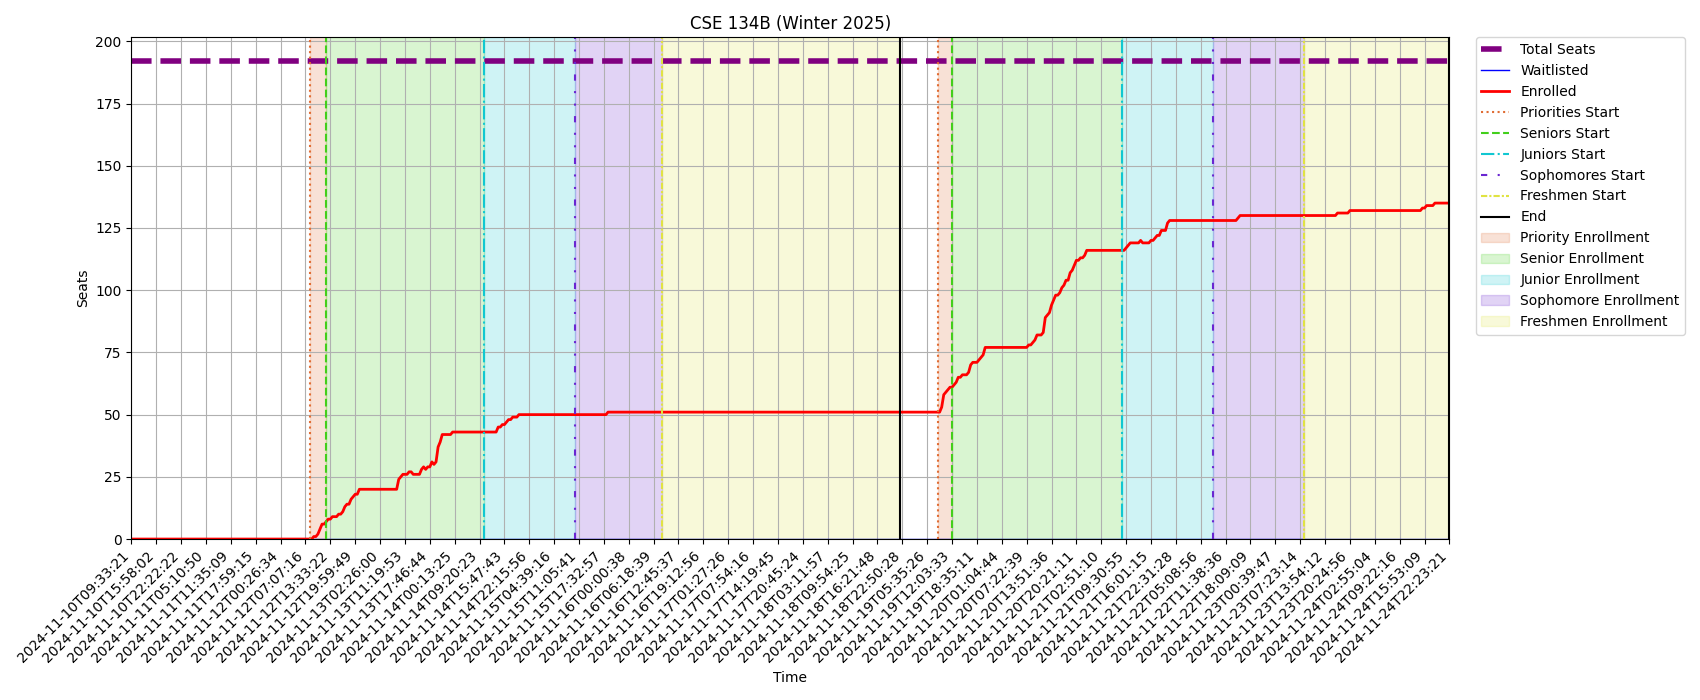 CSE 134B (Winter 2025)
200
175
150
125
100
75
50
25
0
Seats
2024-11-10T09:33:21
2024-11-10T15:58:02
2024-11-10T22:22:22
2024-11-11T05:10:50
2024-11-11T11:35:09
2024-11-11T17:59:15
2024-11-12T00:26:34
2024-11-12T07:07:16
2024-11-12T13:33:22
2024-11-12T19:59:49
2024-11-13T02:26:00
2024-11-13T11:19:53
2024-11-13T17:46:44
2024-11-14T00:13:25
2024-11-14T09:20:23
2024-11-14T15:47:43
2024-11-14T22:15:56
2024-11-15T04:39:16
2024-11-15T11:05:41
2024-11-15T17:32:57
2024-11-16T00:00:38
2024-11-16T06:18:39
2024-11-16T12:45:37
2024-11-16T19:12:56
2024-11-17T01:27:26
2024-11-17T07:54:16
2024-11-17T14:19:45
2024-11-17T20:45:24
2024-11-18T03:11:57
2024-11-18T09:54:25
2024-11-18T16:21:48
2024-11-18T22:50:28
2024-11-19T05:35:26
2024-11-19T12:03:33
2024-11-19T18:35:11
2024-11-20T01:04:44
2024-11-20T07:22:39
2024-11-20T13:51:36
2024-11-20T20:21:11
2024-11-21T02:51:10
2024-11-21T09:30:55
2024-11-21T16:01:15
2024-11-21T22:31:28
2024-11-22T05:08:56
2024-11-22T11:38:36
2024-11-22T18:09:09
2024-11-23T00:39:47
2024-11-23T07:23:14
2024-11-23T13:54:12
2024-11-23T20:24:56
2024-11-24T02:55:04
2024-11-24T09:22:16
2024-11-24T15:53:09
2024-11-24T22:23:21
Time
Total Seats
Waitlisted
Enrolled
Priorities Start
Seniors Start
Juniors Start
Sophomores Start
Freshmen Start
End
Priority Enrollment
Senior Enrollment
Junior Enrollment
Sophomore Enrollment
Freshmen Enrollment